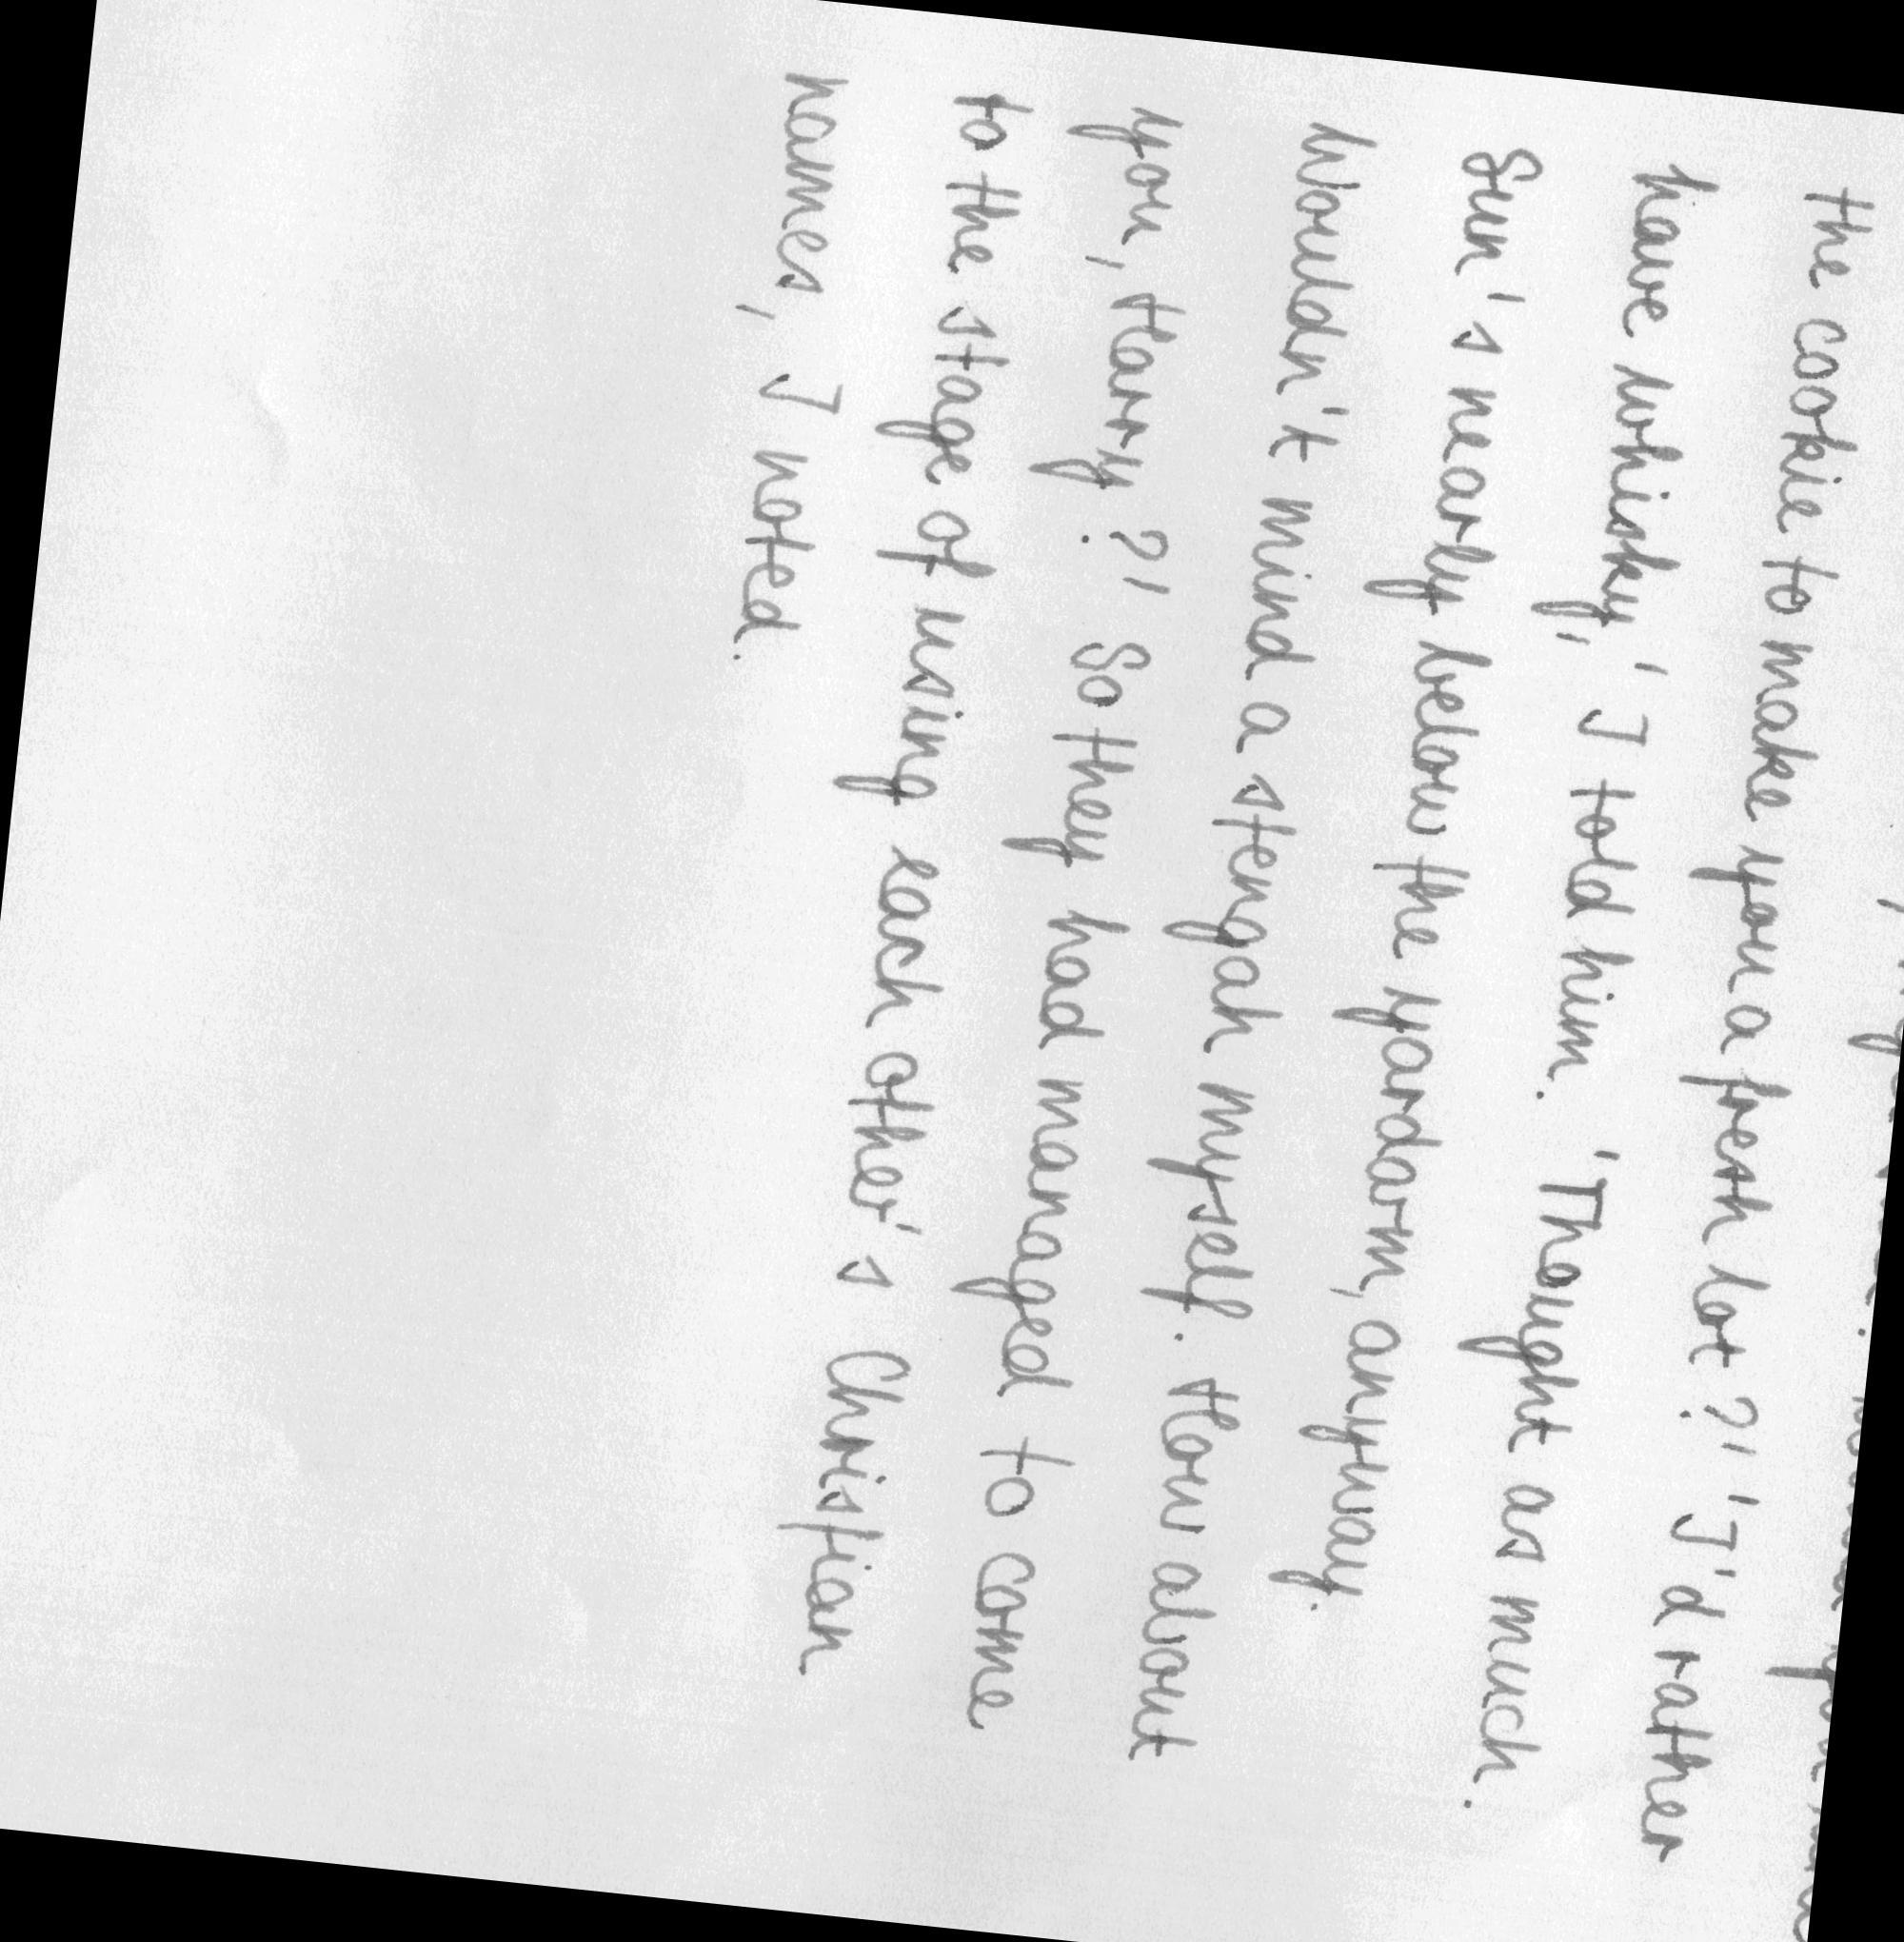 the cookie to make you a fresh lot?' 'I'd rather
have whisky,' I told him. 'Thought as much.
Sun's nearly below the yardarm, anyway.
Wouldn't mind a stengah myself. How about
you, Harry?' So they had managed to come
to the stage of using each other's Christian
names, I noted.